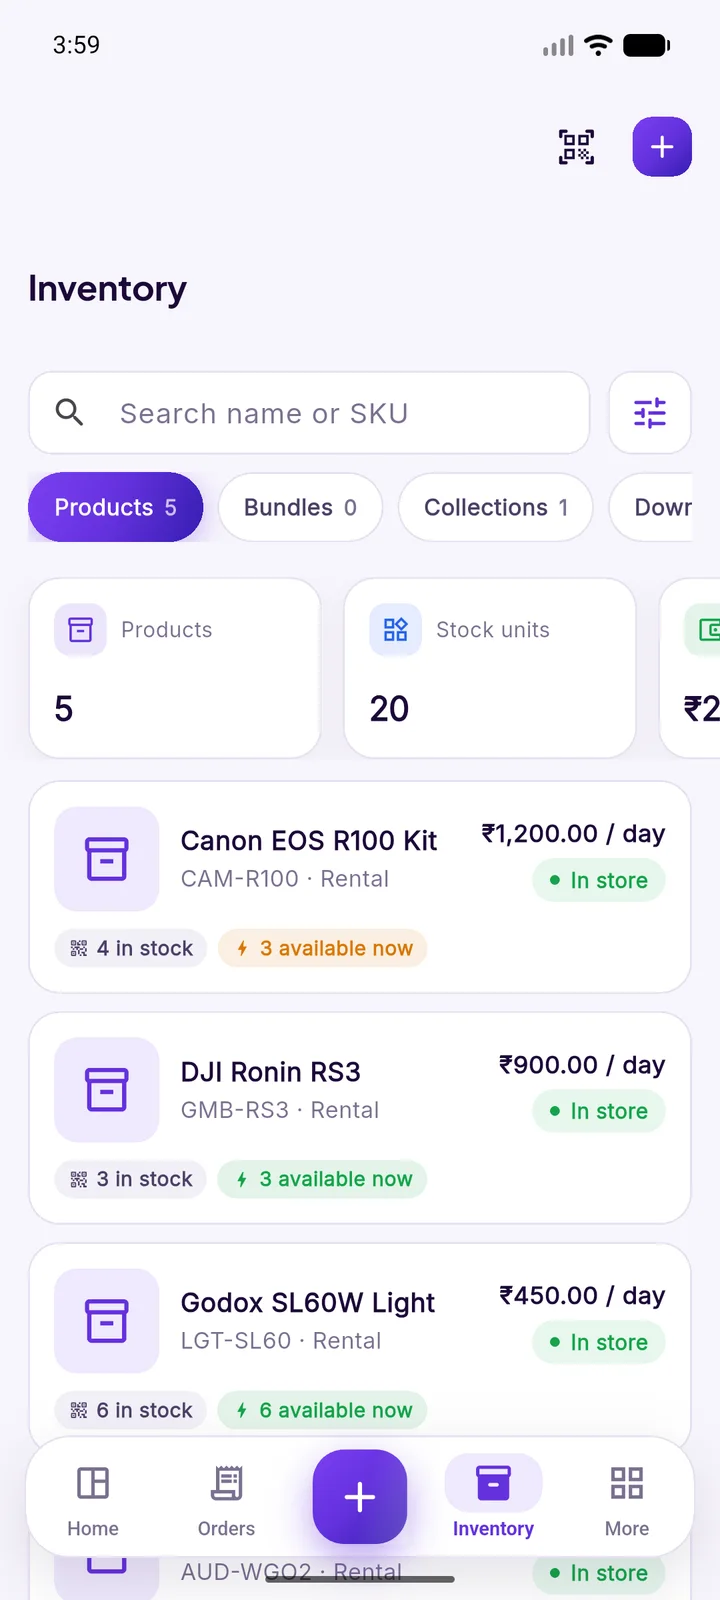 3:59
Inventory
Search name or SKU
Products 5
Bundles 0
Collections 1
Down
Products
Stock units
5
20
₹2
Canon EOS R100 Kit
₹1,200.00 / day
CAM-R100 · Rental
In store
4 in stock
3 available now
DJI Ronin RS3
₹900.00 / day
GMB-RS3 · Rental
In store
3 in stock
3 available now
Godox SL60W Light
₹450.00 / day
LGT-SL60 · Rental
In store
6 in stock
6 available now
Home
Orders
Inventory
More
AUD-WGO2 · Rental
In store